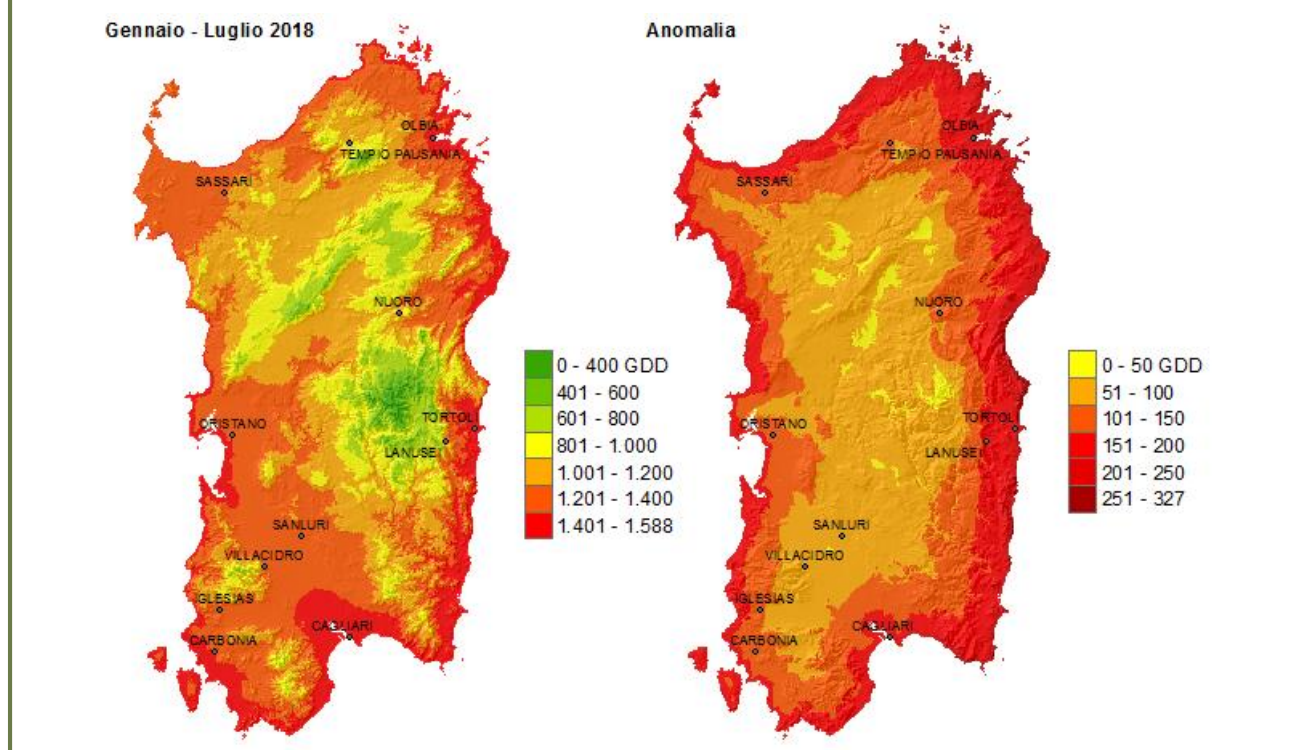 Gennaio - Luglio 2018
OLBIA
TEMPIO PAUSANIA
SASSARI
NUORO
0 - 400 GDD
401 - 600
601 - 800
801 - 1.000
1.001 - 1.200
1.201 - 1.400
1.401 - 1.588
ORISTANO
TORTOLI
LANUSEI
SANLURI
VILLACIDRO
IGLESIAS
CARBONIA
CAGLIARI
Anomalia
OLBIA
TEMPIO PAUSANIA
SASSARI
NUORO
0 - 50 GDD
51 - 100
101 - 150
151 - 200
201 - 250
251 - 327
ORISTANO
TORTOLI
LANUSEI
SANLURI
VILLACIDRO
IGLESIAS
CARBONIA
CAGLIARI